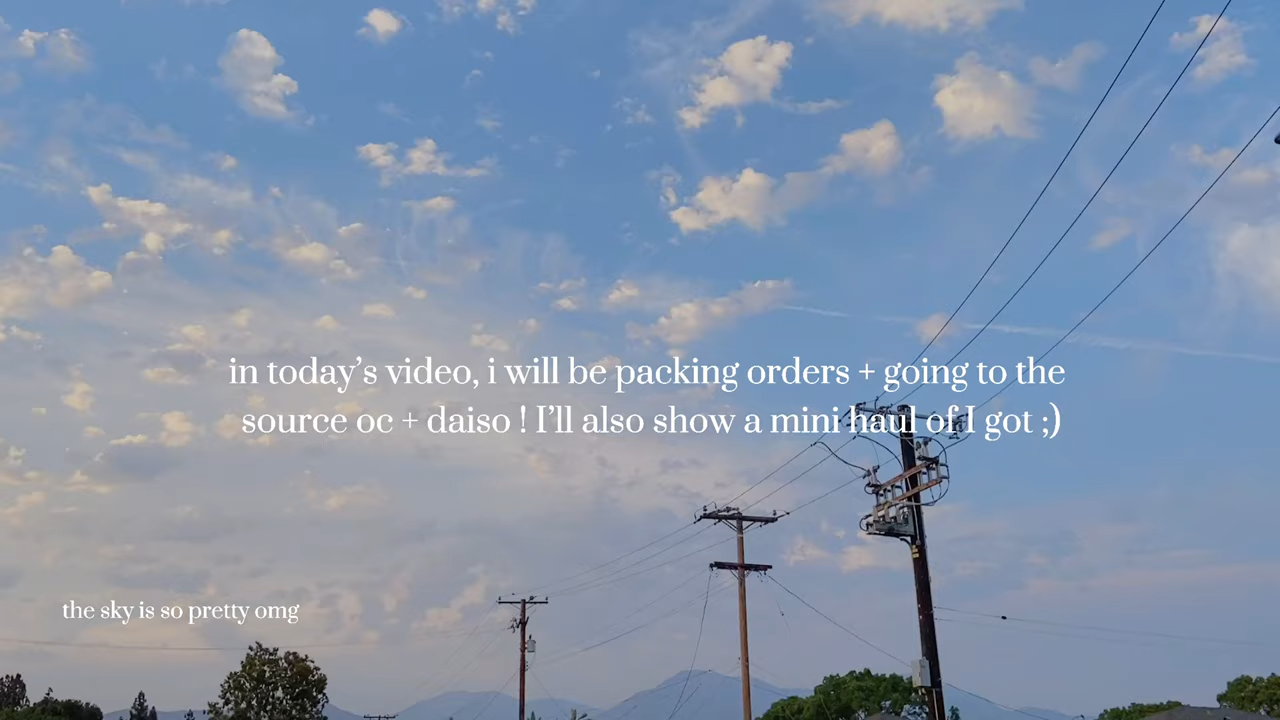 in today’s video, i will be packing orders + going to the
source oc + daiso ! I’ll also show a mini haul of I got ;)
the sky is so pretty omg